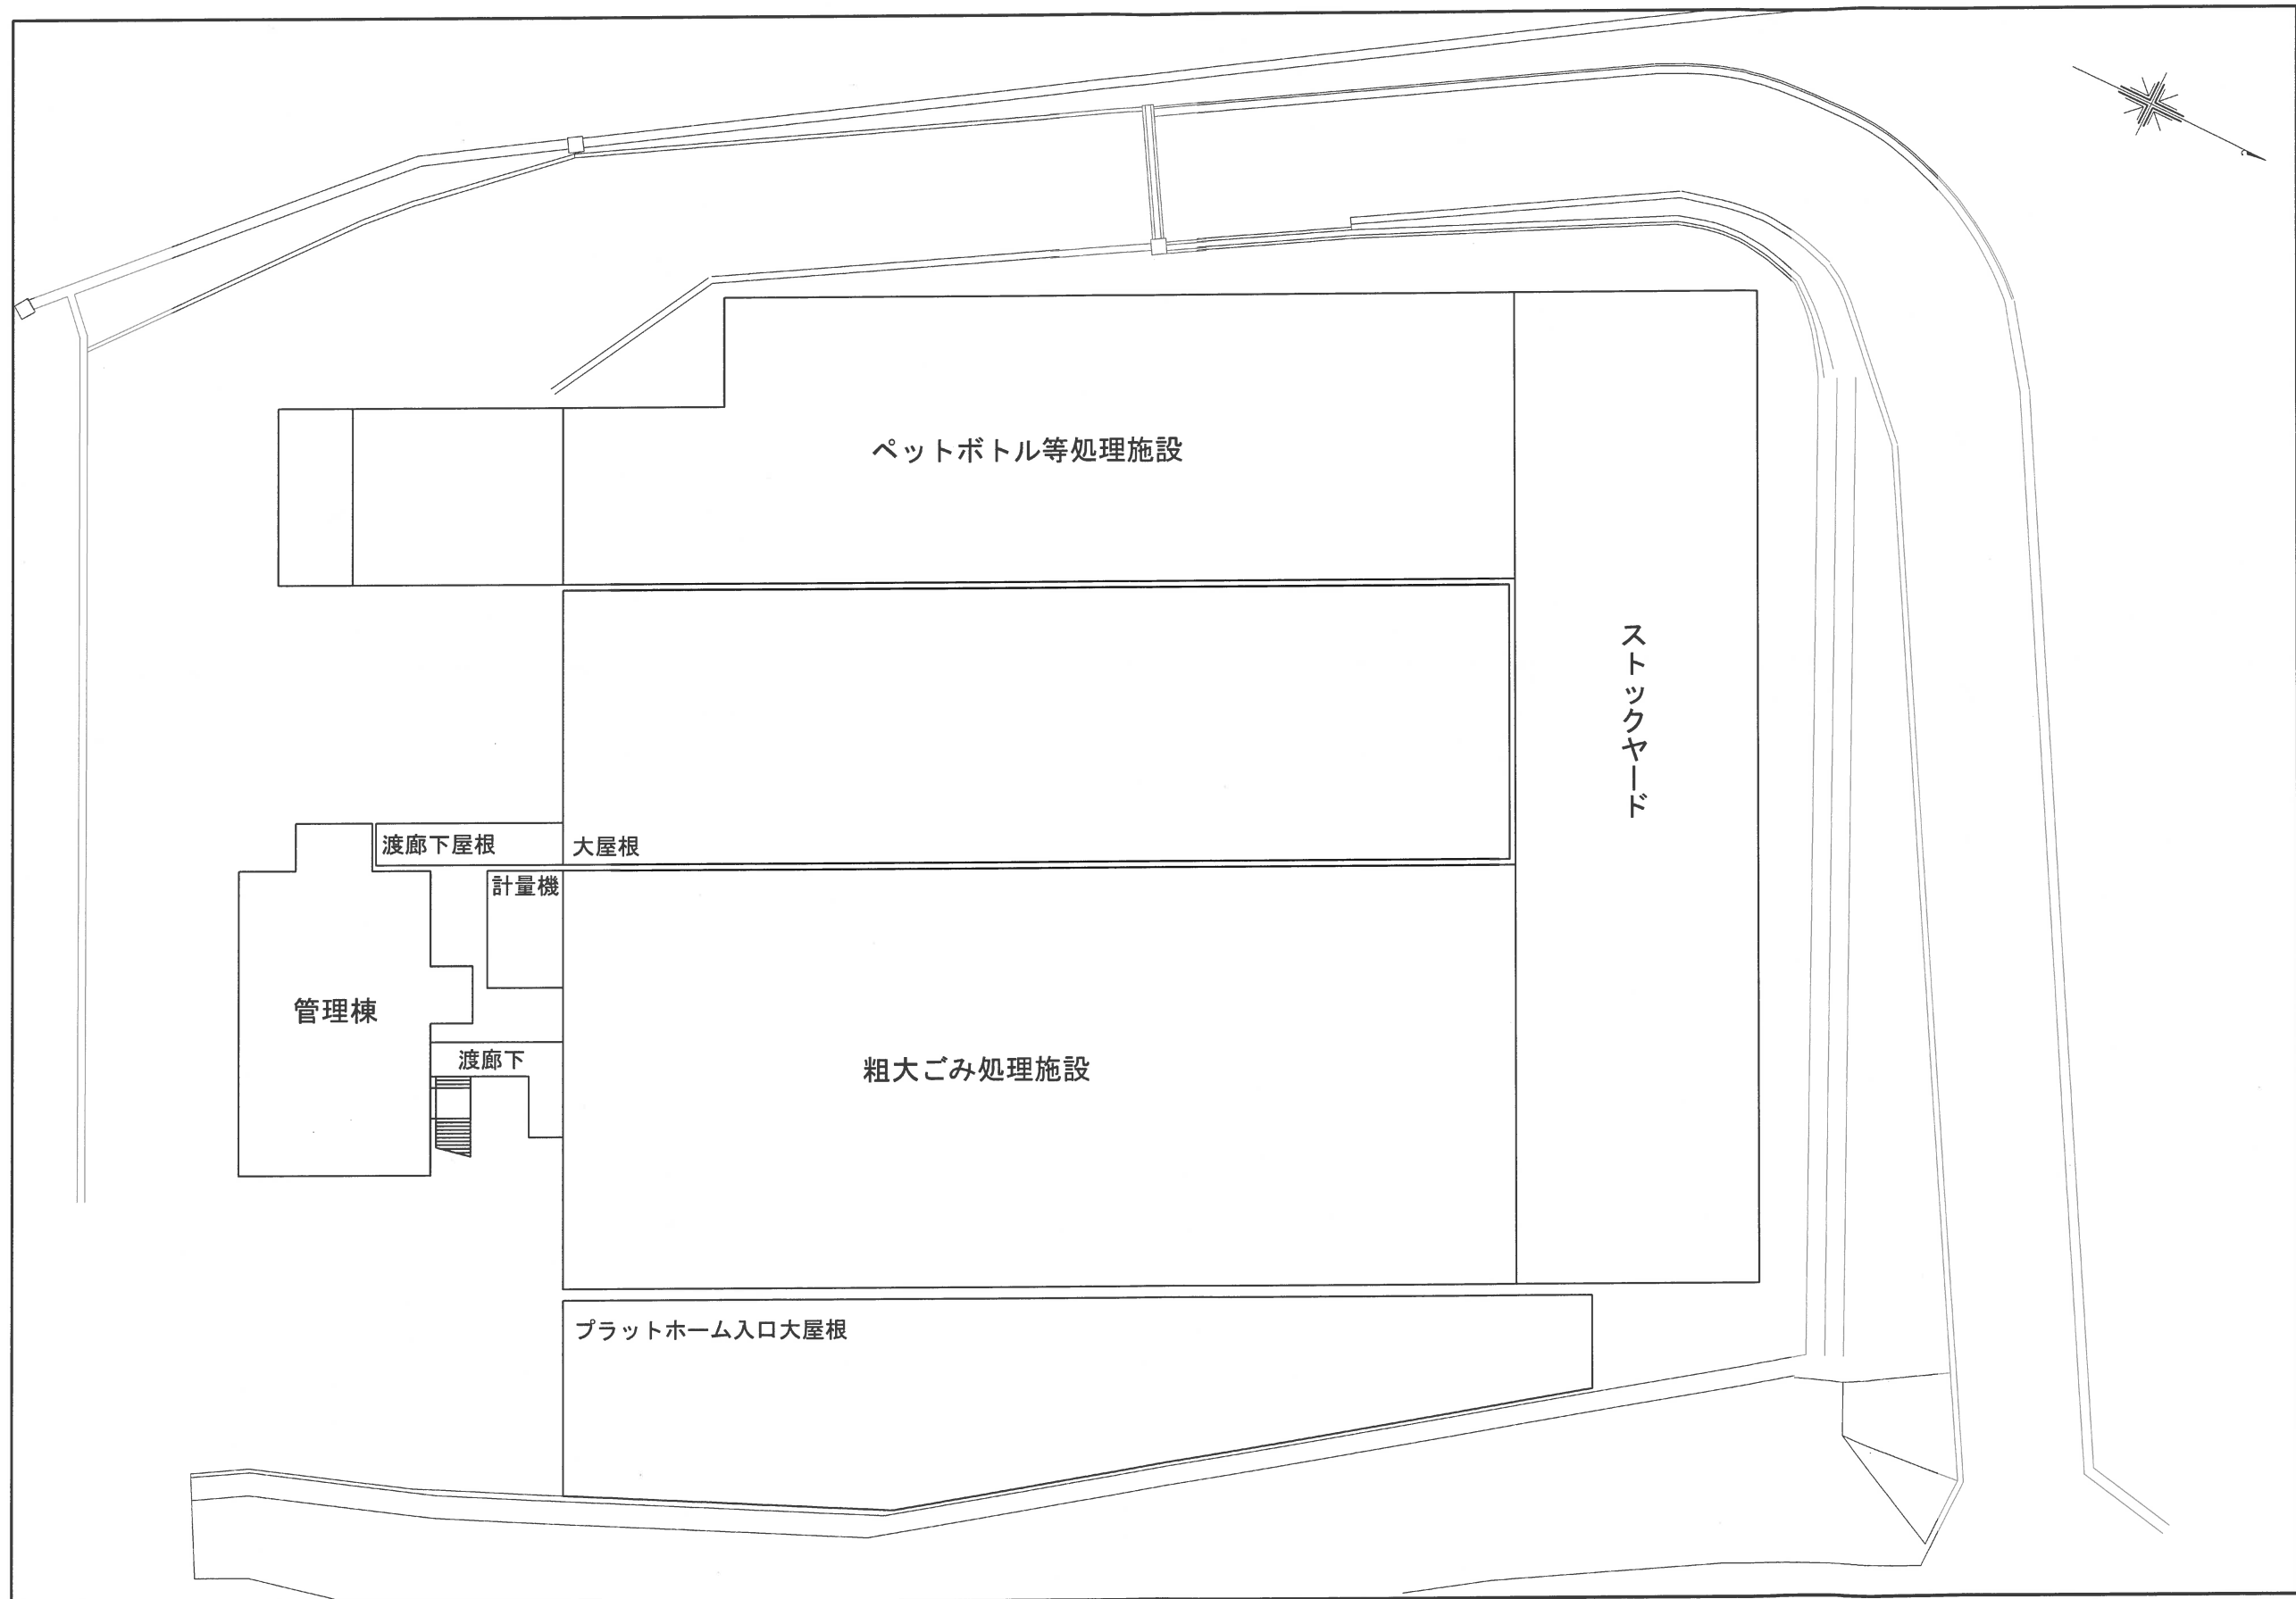 ペットボトル等処理施設
ストックヤード
渡廊下屋根
大屋根
計量機
管理棟
渡廊下
粗大ごみ処理施設
プラットホーム入口大屋根